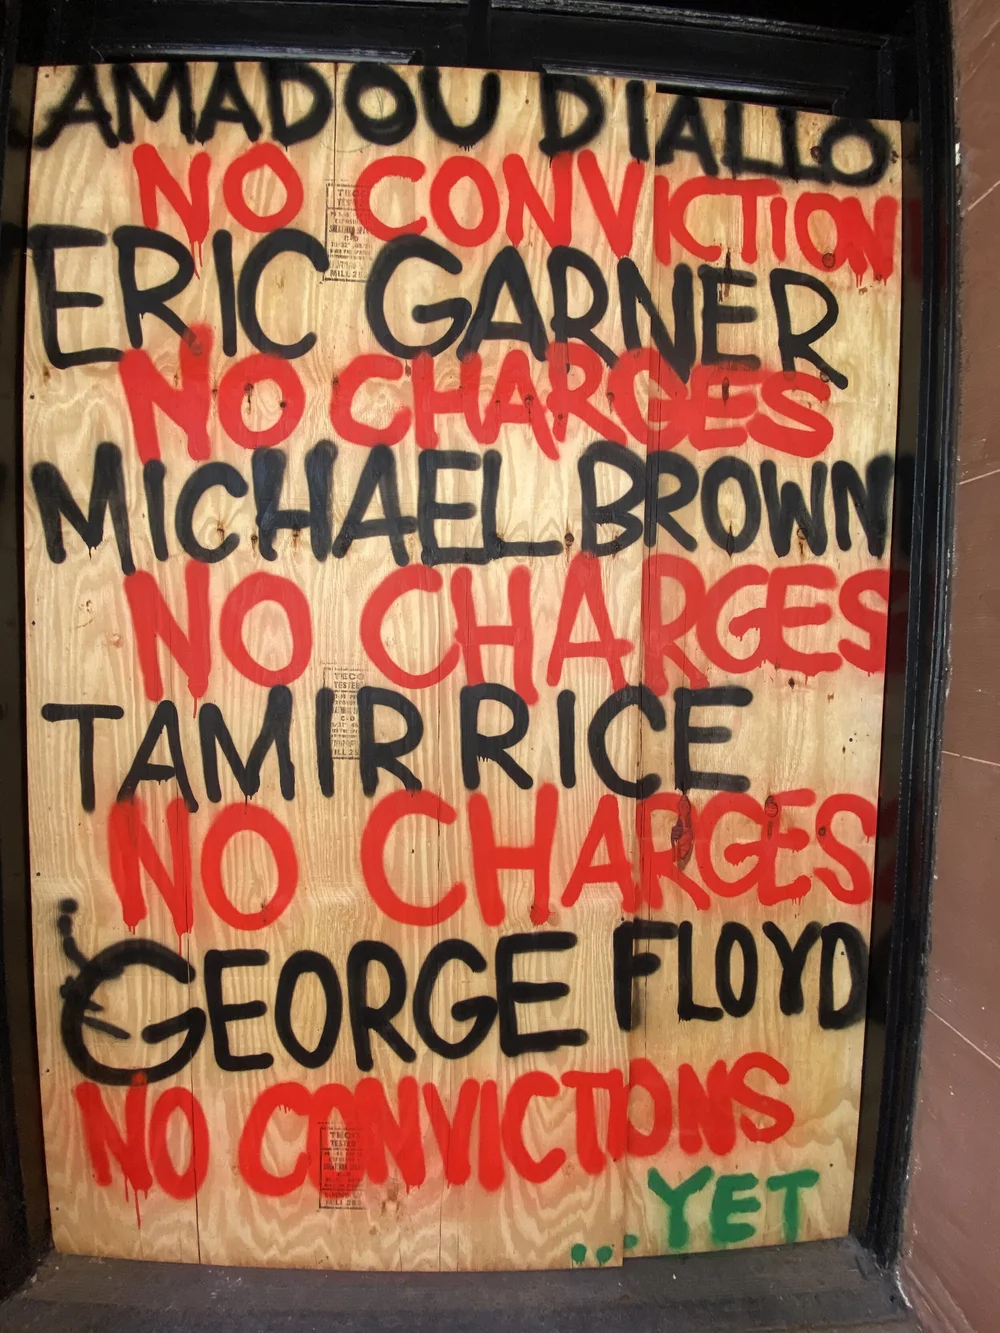 AMADOU DIALLO
NO CONVICTION
ERIC GARNER
NO CHARGES
MICHAEL BROWN
NO CHARGES
TAMIR RICE
NO CHARGES
GEORGE FLOYD
NO CONVICTIONS
...YET